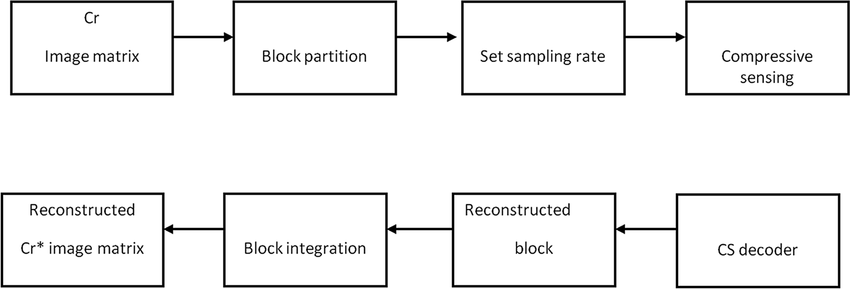 Cr
Image matrix
Block partition
Set sampling rate
Compressive
sensing
Reconstructed
Cr* image matrix
Block integration
Reconstructed
block
CS decoder